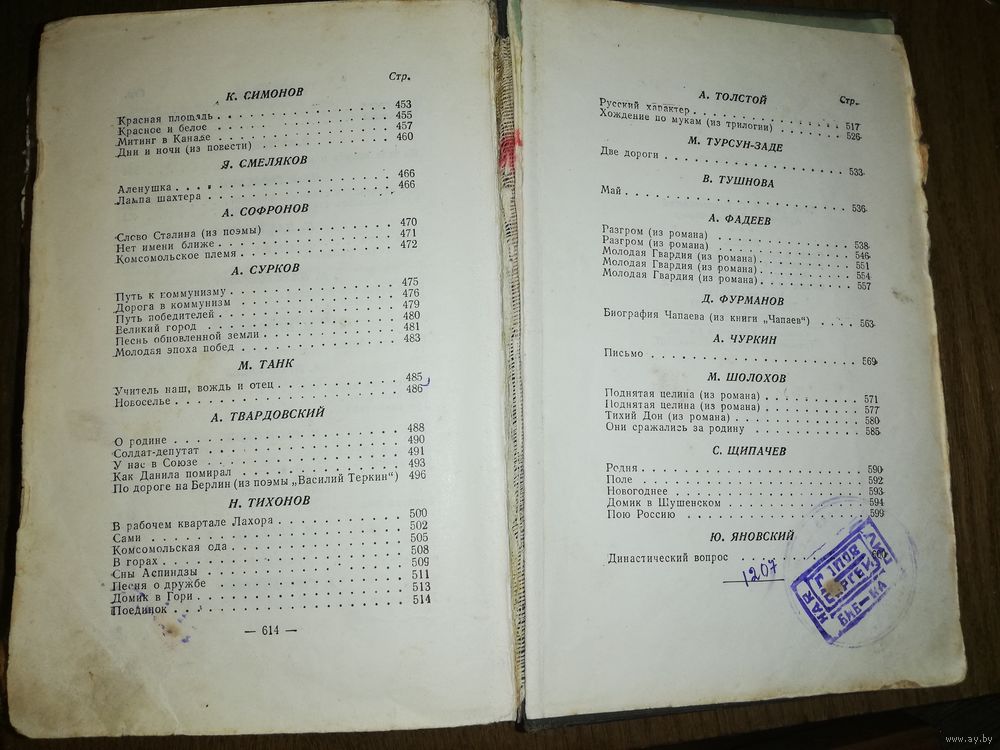 Стр.
К. СИМОНОВ
Красная площадь . . . . . . . . . . . . . . . 453
Красное и белое . . . . . . . . . . . . . . . 455
Митинг в Канаде . . . . . . . . . . . . . . . 457
Дни и ночи (из повести) . . . . . . . . . . . 460
Я. СМЕЛЯКОВ
Аленушка . . . . . . . . . . . . . . . . . . 466
Лампа шахтера . . . . . . . . . . . . . . . . 466
А. СОФРОНОВ
Слово Сталина (из поэмы) . . . . . . . . . . 470
Нет имени ближе . . . . . . . . . . . . . . . 471
Комсомольское племя . . . . . . . . . . . . . 472
А. СУРКОВ
Путь к коммунизму . . . . . . . . . . . . . . 475
Дорога в коммунизм . . . . . . . . . . . . . 476
Путь победителей . . . . . . . . . . . . . . 479
Великий город . . . . . . . . . . . . . . . . 480
Песнь обновленной земли . . . . . . . . . . . 481
Молодая эпоха побед . . . . . . . . . . . . . 483
М. ТАНК
Учитель наш, вождь и отец . . . . . . . . . . 485
Новоселье . . . . . . . . . . . . . . . . . . 486
А. ТВАРДОВСКИЙ
О родине . . . . . . . . . . . . . . . . . . 488
Солдат-депутат . . . . . . . . . . . . . . . 490
У нас в Союзе . . . . . . . . . . . . . . . . 491
Как Данила помирал . . . . . . . . . . . . . 493
По дороге на Берлин (из поэмы „Василий Теркин“) 496
Н. ТИХОНОВ
В рабочем квартале Лахора . . . . . . . . . . 500
Сами . . . . . . . . . . . . . . . . . . . . 502
Комсомольская ода . . . . . . . . . . . . . . 505
В горах . . . . . . . . . . . . . . . . . . . 508
Сны Аспиндзы . . . . . . . . . . . . . . . . 509
Песня о дружбе . . . . . . . . . . . . . . . 511
Домик в Гори . . . . . . . . . . . . . . . . 513
Поединок . . . . . . . . . . . . . . . . . . 514
— 614 —
А. ТОЛСТОЙ
Стр.
Русский характер . . . . . . . . . . . . . . 517
Хождение по мукам (из трилогии) . . . . . . . 526
М. ТУРСУН-ЗАДЕ
Две дороги . . . . . . . . . . . . . . . . . 533
В. ТУШНОВА
Май . . . . . . . . . . . . . . . . . . . . . 536
А. ФАДЕЕВ
Разгром (из романа) . . . . . . . . . . . . . 538
Разгром (из романа) . . . . . . . . . . . . . 546
Молодая Гвардия (из романа) . . . . . . . . . 551
Молодая Гвардия (из романа) . . . . . . . . . 554
Молодая Гвардия (из романа) . . . . . . . . . 557
Д. ФУРМАНОВ
Биография Чапаева (из книги „Чапаев“) . . . . 563
А. ЧУРКИН
Письмо . . . . . . . . . . . . . . . . . . . 569
М. ШОЛОХОВ
Поднятая целина (из романа) . . . . . . . . . 571
Поднятая целина (из романа) . . . . . . . . . 577
Тихий Дон (из романа) . . . . . . . . . . . . 580
Они сражались за родину . . . . . . . . . . . 585
С. ЩИПАЧЕВ
Родня . . . . . . . . . . . . . . . . . . . . 590
Поле . . . . . . . . . . . . . . . . . . . . 592
Новогоднее . . . . . . . . . . . . . . . . . 593
Домик в Шушенском . . . . . . . . . . . . . . 594
Пою Россию . . . . . . . . . . . . . . . . . 599
Ю. ЯНОВСКИЙ
Династический вопрос . . . . . . . . . . . .
1207
www.ay.by